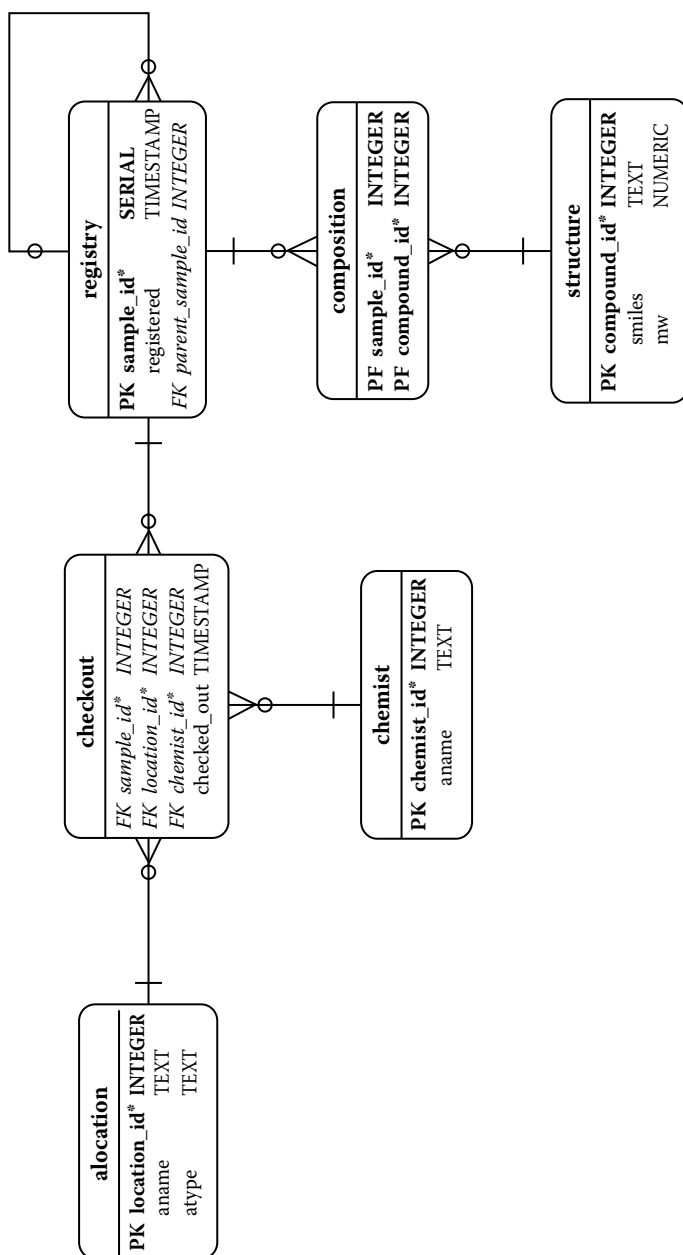 alocation
PK location_id* INTEGER
aname TEXT
atype TEXT
checkout
FK sample_id* INTEGER
FK location_id* INTEGER
FK chemist_id* INTEGER
checked_out TIMESTAMP
registry
PK sample_id* SERIAL
registered TIMESTAMP
FK parent_sample_id INTEGER
chemist
PK chemist_id* INTEGER
aname TEXT
composition
PF sample_id* INTEGER
PF compound_id* INTEGER
structure
PK compound_id* INTEGER
smiles TEXT
mw NUMERIC